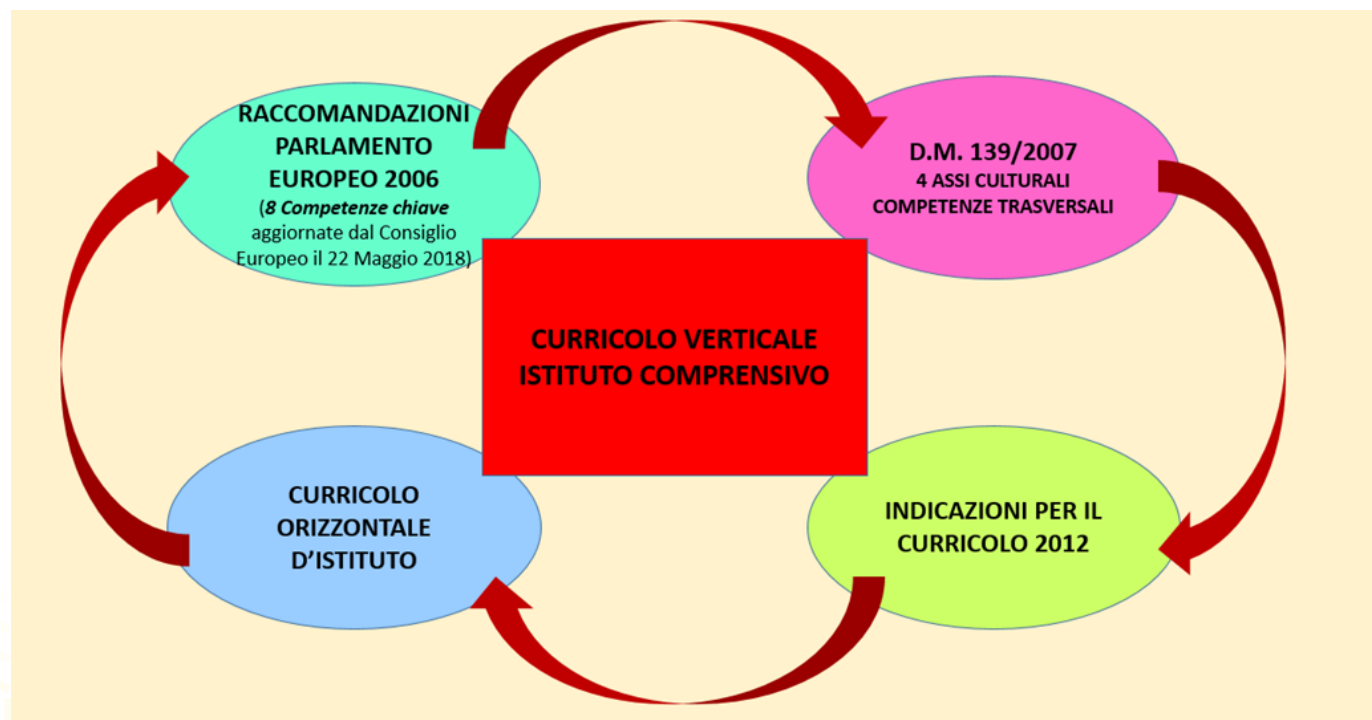 RACCOMANDAZIONI
PARLAMENTO
EUROPEO 2006
(8 Competenze chiave
aggiornate dal Consiglio
Europeo il 22 Maggio 2018)
D.M. 139/2007
4 ASSI CULTURALI
COMPETENZE TRASVERSALI
CURRICOLO VERTICALE
ISTITUTO COMPRENSIVO
CURRICOLO
ORIZZONTALE
D’ISTITUTO
INDICAZIONI PER IL
CURRICOLO 2012